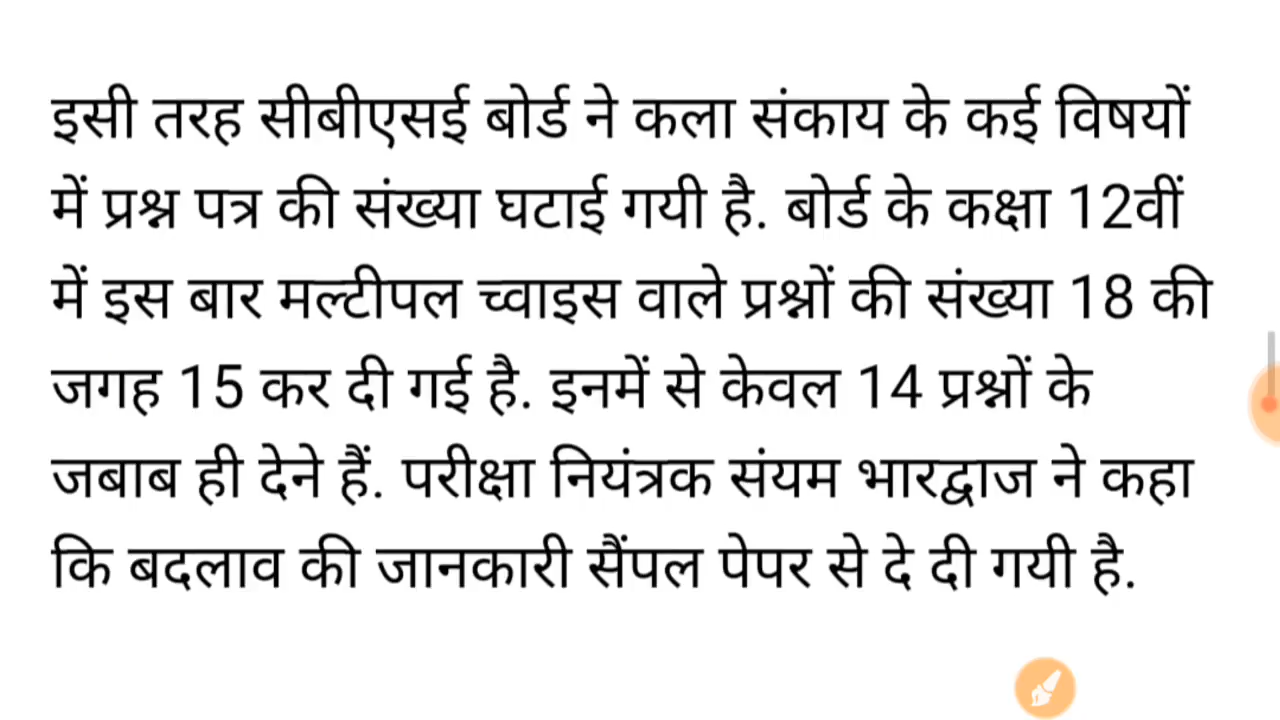 इसी तरह सीबीएसई बोर्ड ने कला संकाय के कई विषयों
में प्रश्न पत्र की संख्या घटाई गयी है. बोर्ड के कक्षा 12वीं
में इस बार मल्टीपल च्वाइस वाले प्रश्नों की संख्या 18 की
जगह 15 कर दी गई है. इनमें से केवल 14 प्रश्नों के
जबाब ही देने हैं. परीक्षा नियंत्रक संयम भारद्वाज ने कहा
कि बदलाव की जानकारी सैंपल पेपर से दे दी गयी है.